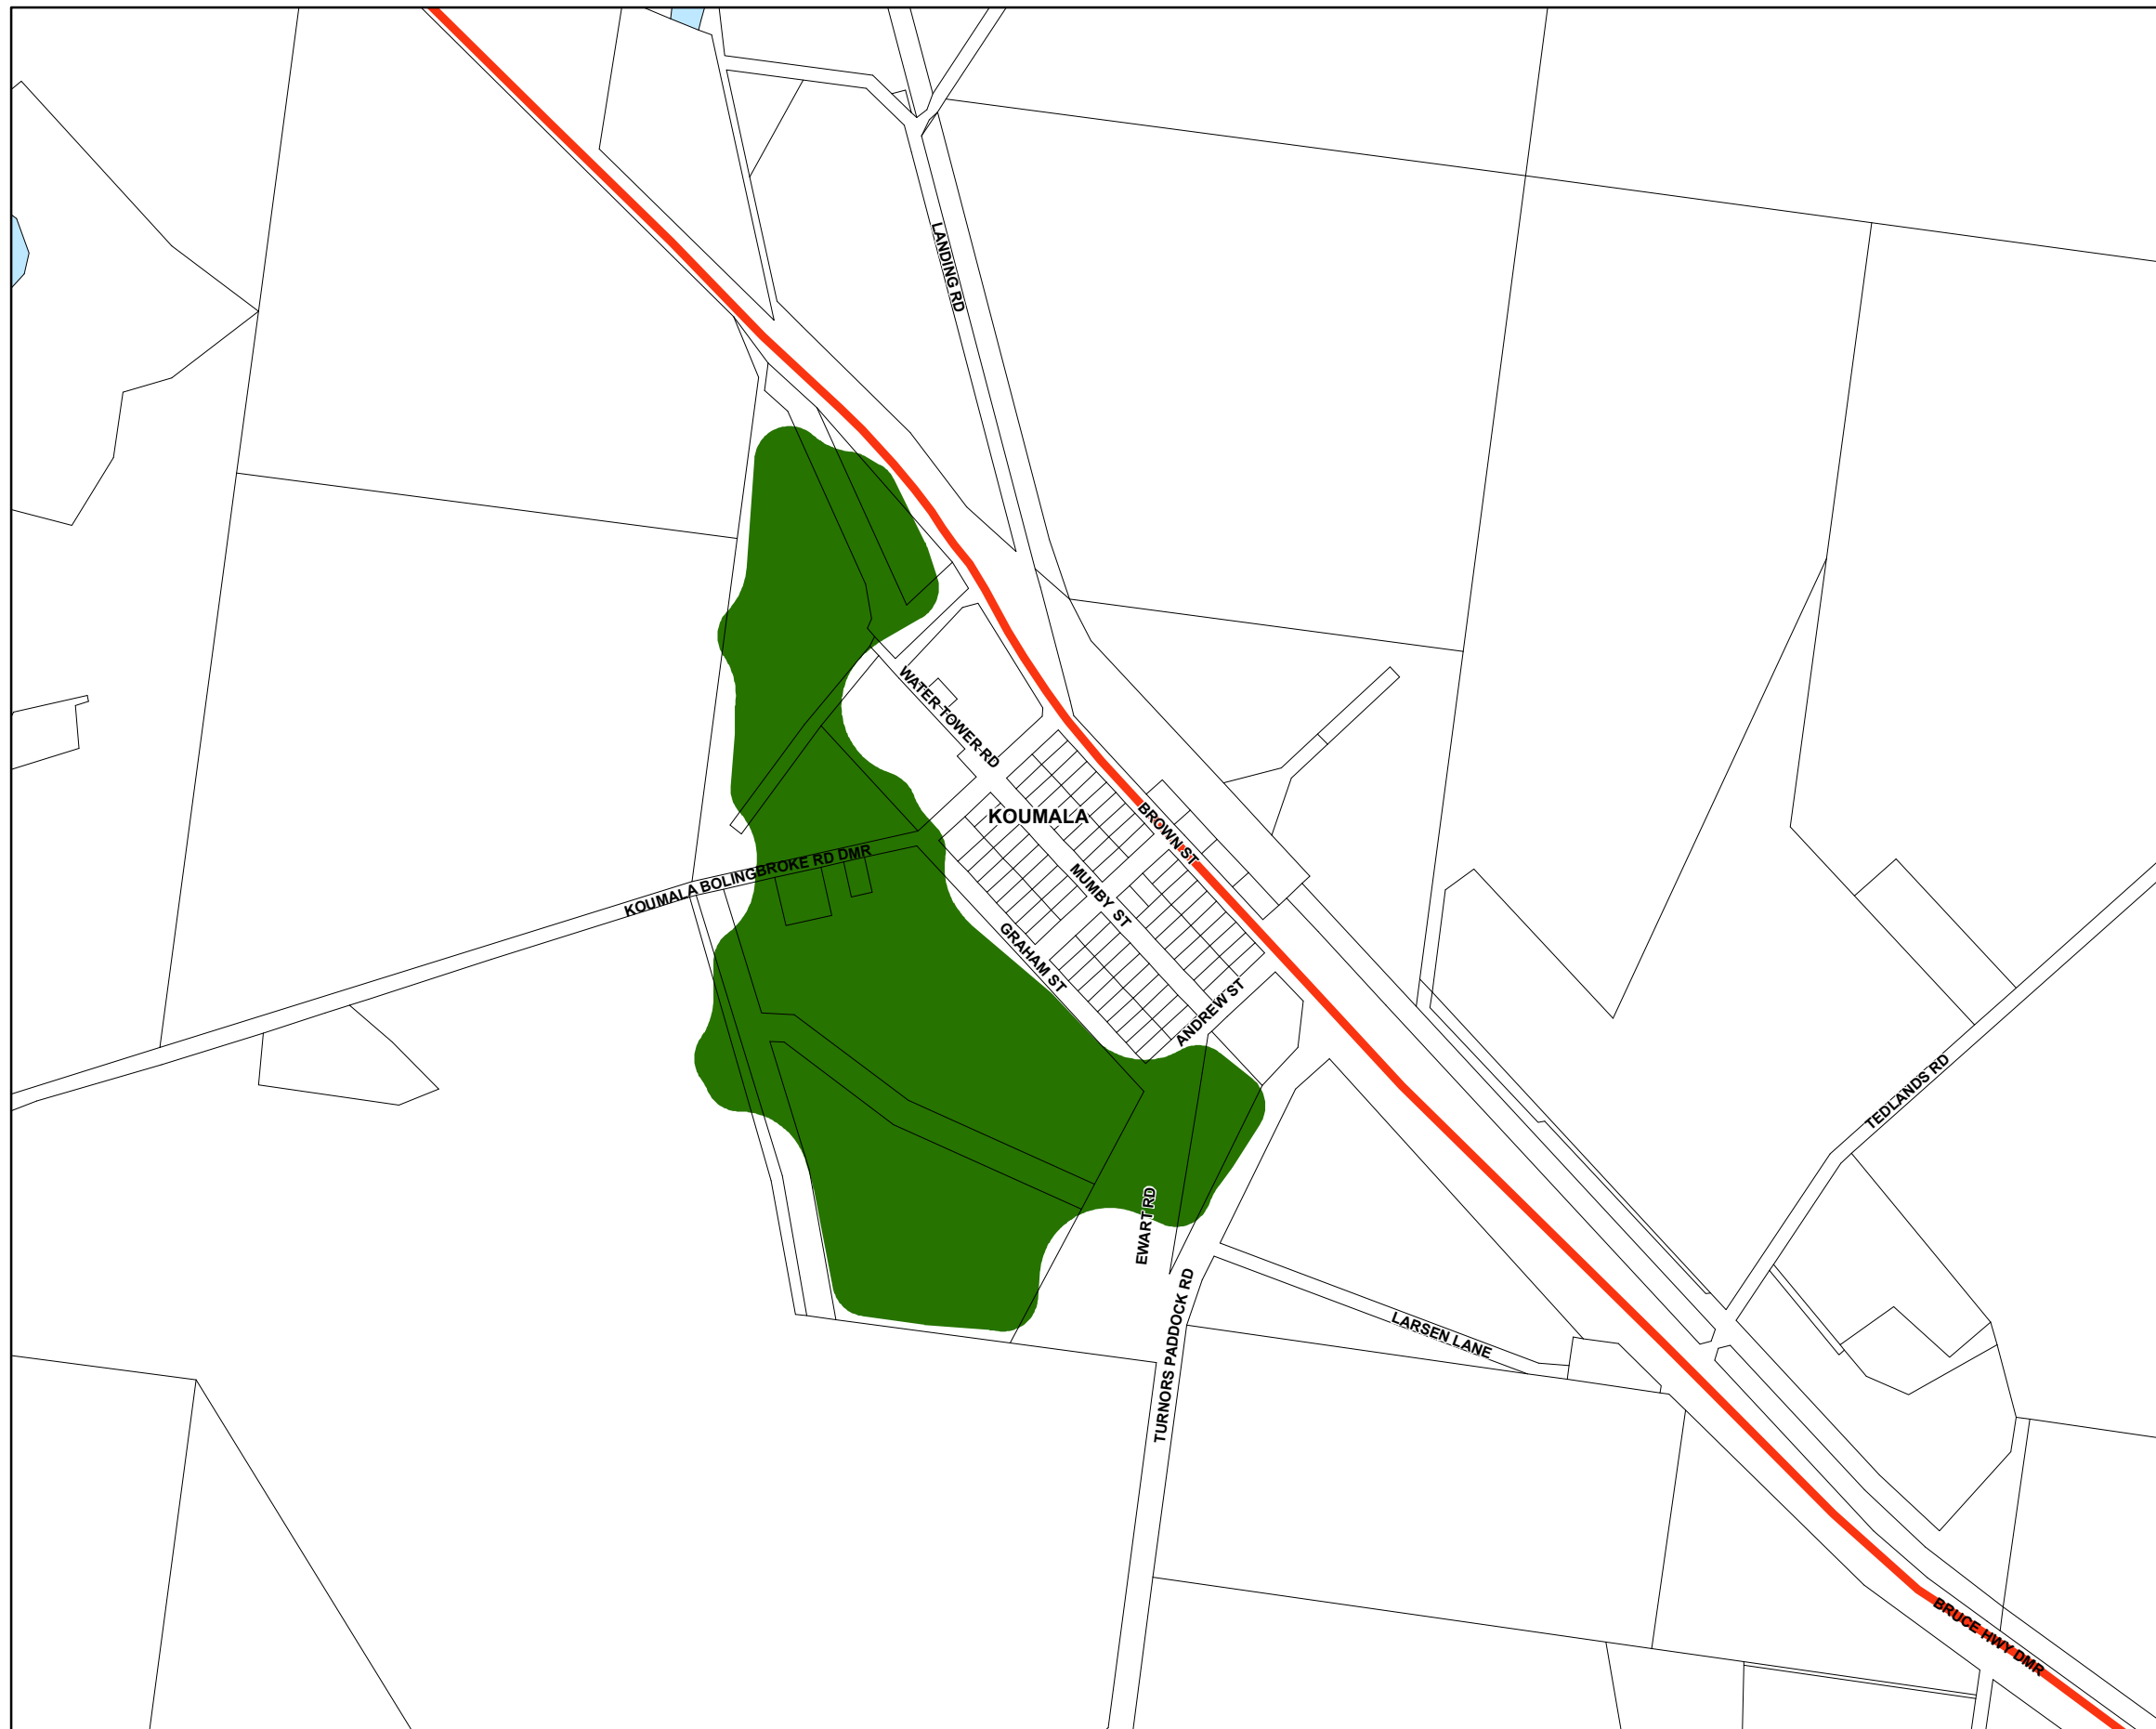 LANDING RD
WATER TOWER RD
KOUMALA
BROWN ST
KOUMALA BOLINGBROKE RD DMR
MUMBY ST
GRAHAM ST
ANDREW ST
TEDLANDS RD
EWART RD
TURNORS PADDOCK RD
LARSEN LANE
BRUCE HWY DMR